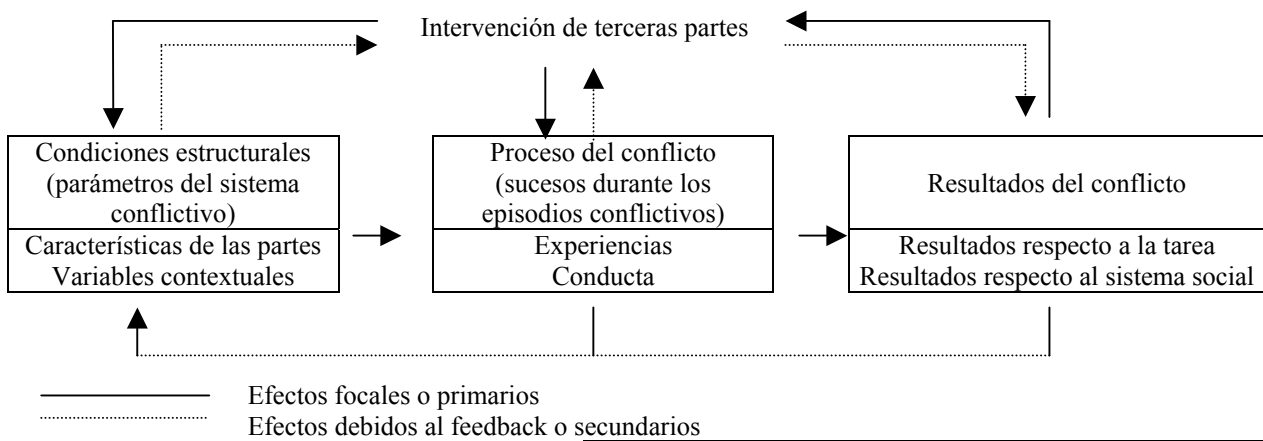 Intervención de terceras partes
Condiciones estructurales
(parámetros del sistema
conflictivo)
Características de las partes
Variables contextuales
Proceso del conflicto
(sucesos durante los
episodios conflictivos)
Experiencias
Conducta
Resultados del conflicto
Resultados respecto a la tarea
Resultados respecto al sistema social
Efectos focales o primarios
Efectos debidos al feedback o secundarios